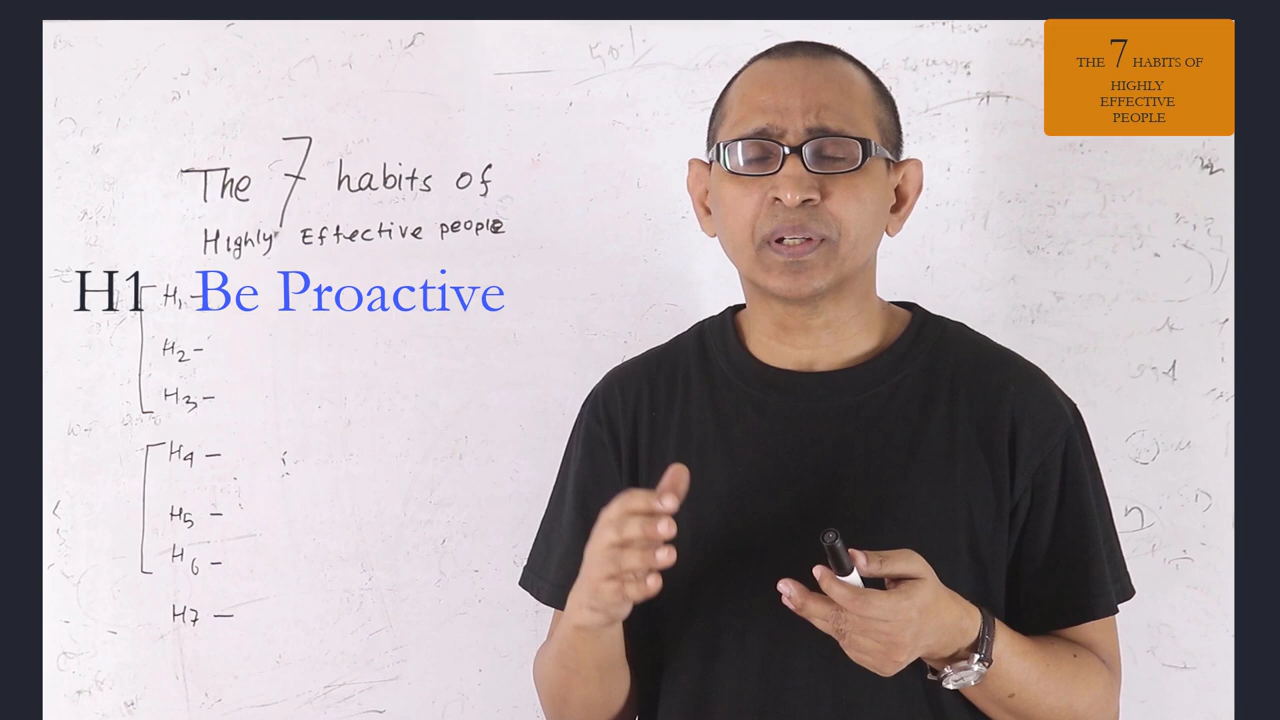 50%
THE 7 HABITS OF
HIGHLY
EFFECTIVE
PEOPLE
The 7 habits of
Highly Effective people
H1 Be Proactive
H1 -
H2 -
H3 -
H4 -
H5 -
H6 -
H7 -